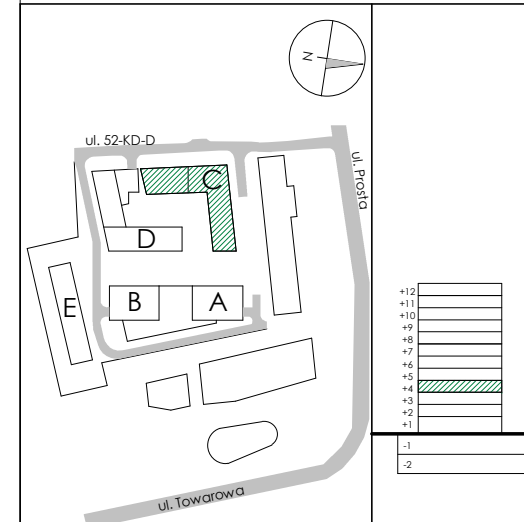 N
ul. 52-KD-D
ul. Prosta
C
D
E
B
A
ul. Towarowa
+12
+11
+10
+9
+8
+7
+6
+5
+4
+3
+2
+1
-1
-2